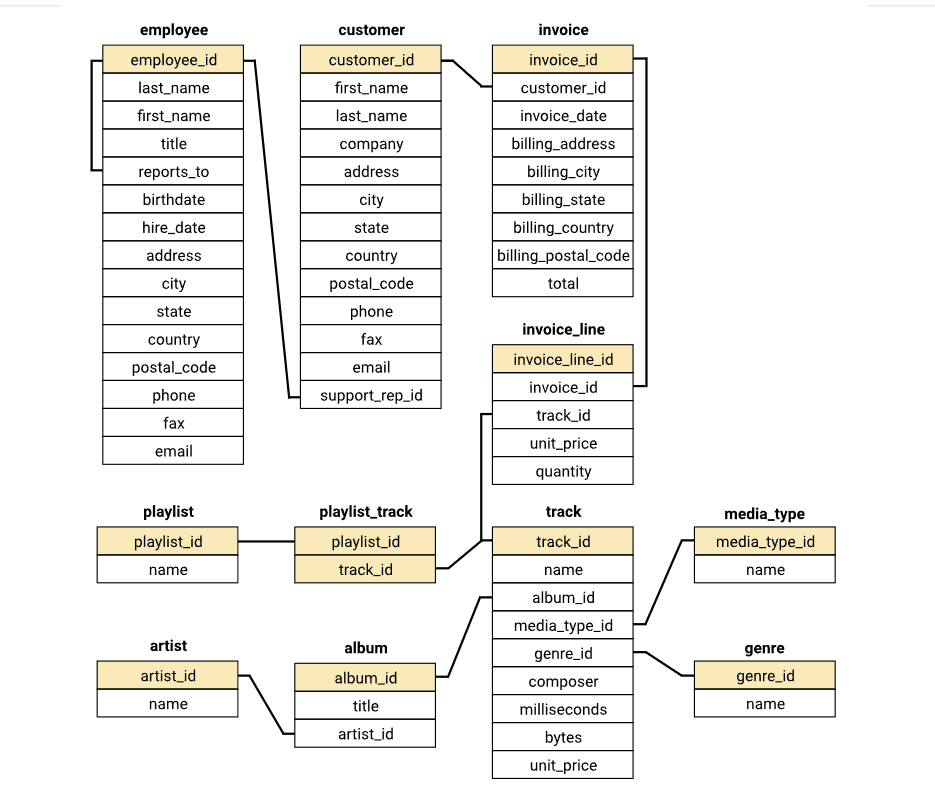 employee
employee_id
last_name
first_name
title
reports_to
birthdate
hire_date
address
city
state
country
postal_code
phone
fax
email
customer
customer_id
first_name
last_name
company
address
city
state
country
postal_code
phone
fax
email
support_rep_id
invoice
invoice_id
customer_id
invoice_date
billing_address
billing_city
billing_state
billing_country
billing_postal_code
total
invoice_line
invoice_line_id
invoice_id
track_id
unit_price
quantity
playlist
playlist_id
name
playlist_track
playlist_id
track_id
track
track_id
name
album_id
media_type_id
genre_id
composer
milliseconds
bytes
unit_price
media_type
media_type_id
name
artist
artist_id
name
album
album_id
title
artist_id
genre
genre_id
name